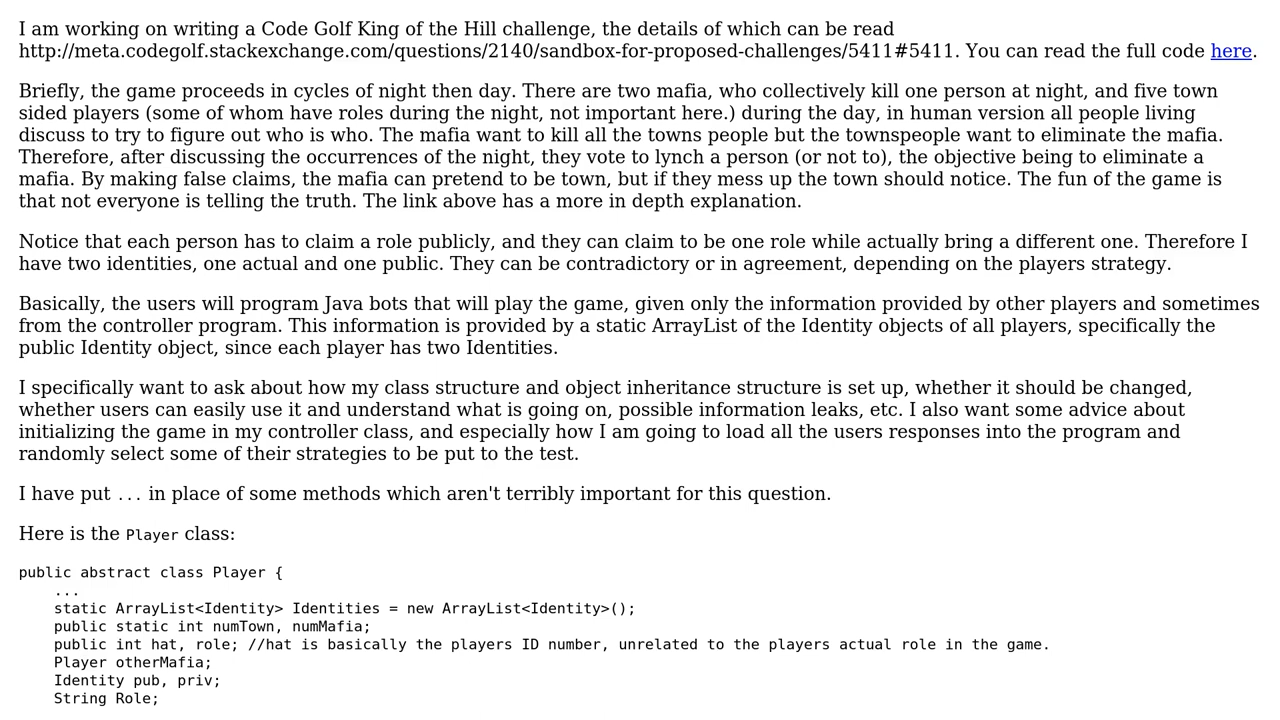 I am working on writing a Code Golf King of the Hill challenge, the details of which can be read
http://meta.codegolf.stackexchange.com/questions/2140/sandbox-for-proposed-challenges/5411#5411. You can read the full code here.
Briefly, the game proceeds in cycles of night then day. There are two mafia, who collectively kill one person at night, and five town
sided players (some of whom have roles during the night, not important here.) during the day, in human version all people living
discuss to try to figure out who is who. The mafia want to kill all the towns people but the townspeople want to eliminate the mafia.
Therefore, after discussing the occurrences of the night, they vote to lynch a person (or not to), the objective being to eliminate a
mafia. By making false claims, the mafia can pretend to be town, but if they mess up the town should notice. The fun of the game is
that not everyone is telling the truth. The link above has a more in depth explanation.
Notice that each person has to claim a role publicly, and they can claim to be one role while actually bring a different one. Therefore I
have two identities, one actual and one public. They can be contradictory or in agreement, depending on the players strategy.
Basically, the users will program Java bots that will play the game, given only the information provided by other players and sometimes
from the controller program. This information is provided by a static ArrayList of the Identity objects of all players, specifically the
public Identity object, since each player has two Identities.
I specifically want to ask about how my class structure and object inheritance structure is set up, whether it should be changed,
whether users can easily use it and understand what is going on, possible information leaks, etc. I also want some advice about
initializing the game in my controller class, and especially how I am going to load all the users responses into the program and
randomly select some of their strategies to be put to the test.
I have put ... in place of some methods which aren't terribly important for this question.
Here is the Player class:
public abstract class Player {
    ...
    static ArrayList<Identity> Identities = new ArrayList<Identity>();
    public static int numTown, numMafia;
    public int hat, role; //hat is basically the players ID number, unrelated to the players actual role in the game.
    Player otherMafia;
    Identity pub, priv;
    String Role;